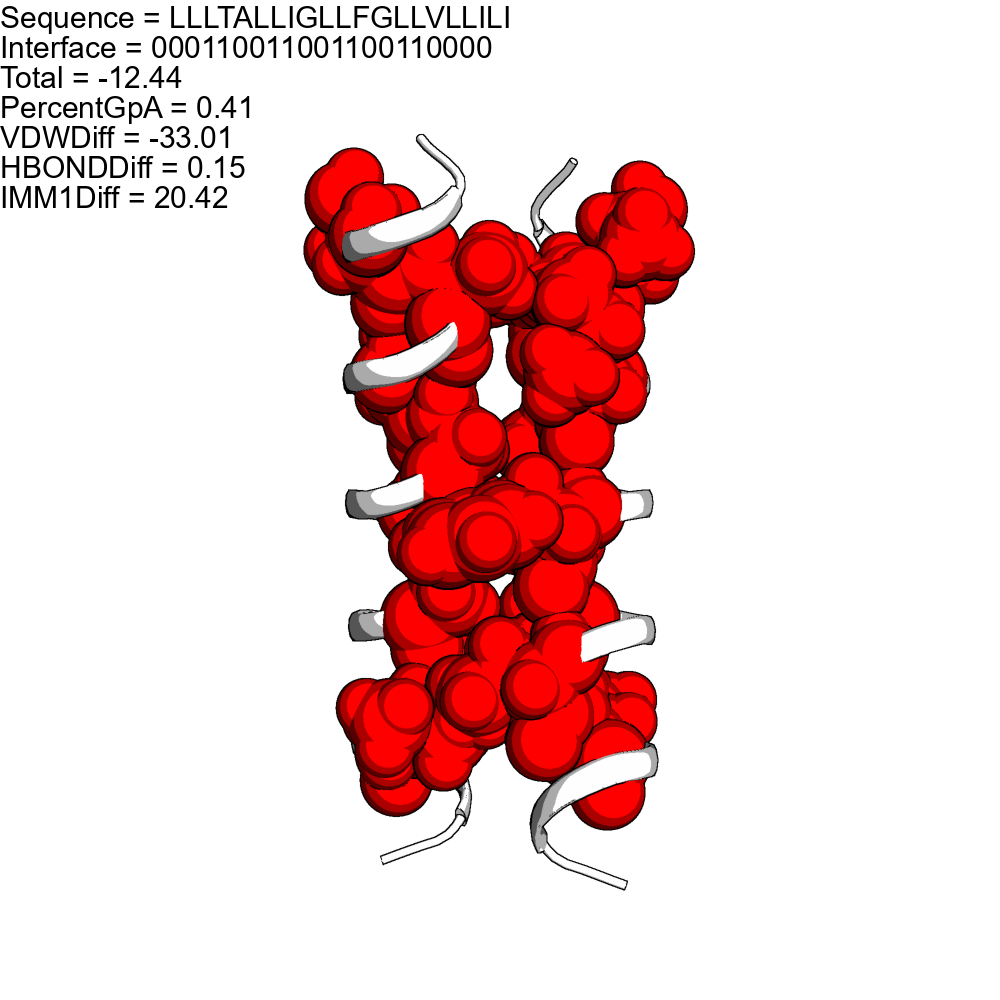 Sequence = LLLTALLIGLLFGLLVLLILI
Interface = 000110011001100110000
Total = -12.44
PercentGpA = 0.41
VDWDiff = -33.01
HBONDDiff = 0.15
IMM1Diff = 20.42